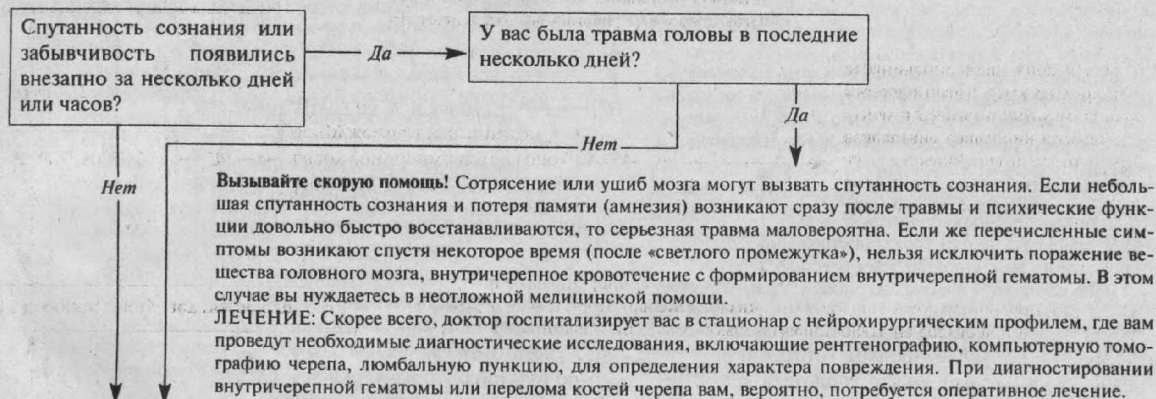 Спутанность сознания или
забывчивость появились
внезапно за несколько дней
или часов?
Да
У вас была травма головы в последние
несколько дней?
Да
Нет
Нет
Вызывайте скорую помощь! Сотрясение или ушиб мозга могут вызвать спутанность сознания. Если неболь-
шая спутанность сознания и потеря памяти (амнезия) возникают сразу после травмы и психические функ-
ции довольно быстро восстанавливаются, то серьезная травма маловероятна. Если же перечисленные сим-
птомы возникают спустя некоторое время (после «светлого промежутка»), нельзя исключить поражение ве-
щества головного мозга, внутричерепное кровотечение с формированием внутричерепной гематомы. В этом
случае вы нуждаетесь в неотложной медицинской помощи.
ЛЕЧЕНИЕ: Скорее всего, доктор госпитализирует вас в стационар с нейрохирургическим профилем, где вам
проведут необходимые диагностические исследования, включающие рентгенографию, компьютерную томо-
графию черепа, люмбальную пункцию, для определения характера повреждения. При диагностировании
внутричерепной гематомы или перелома костей черепа вам, вероятно, потребуется оперативное лечение.